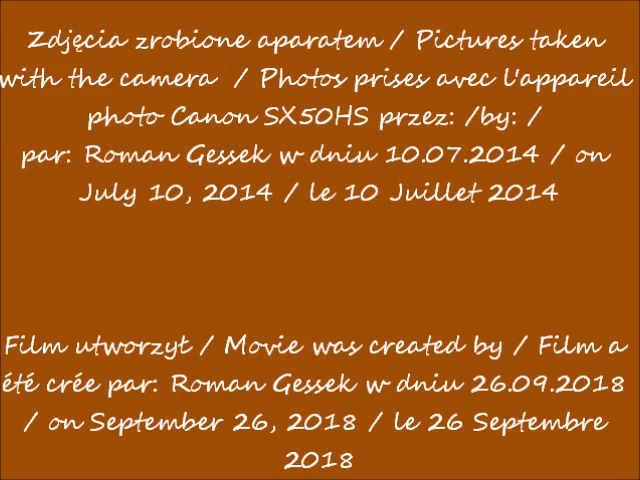 Zdjęcia zrobione aparatem / Pictures taken
with the camera / Photos prises avec l'appareil
photo Canon SX50HS przez: /by: /
par: Roman Gessek w dniu 10.07.2014 / on
July 10, 2014 / le 10 Juillet 2014
Film utworzył / Movie was created by / Film a
été crée par: Roman Gessek w dniu 26.09.2018
/ on September 26, 2018 / le 26 Septembre
2018